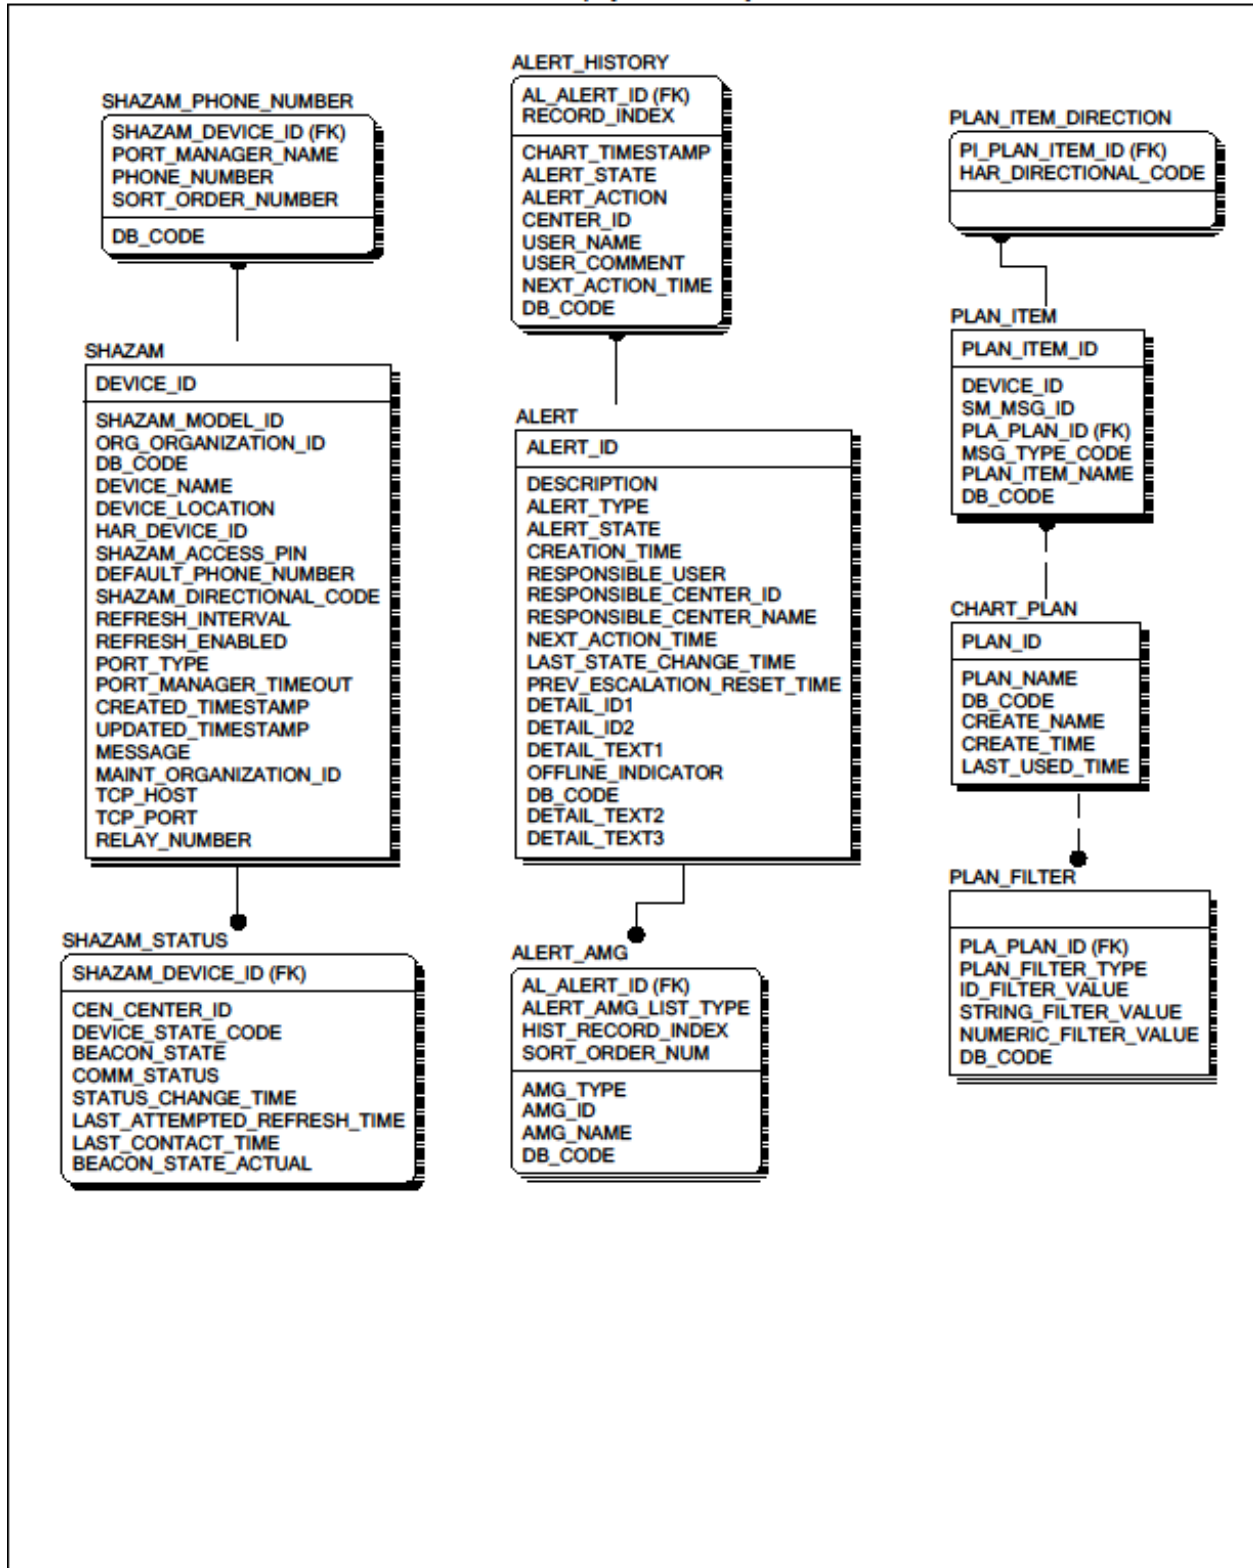 SHAZAM_PHONE_NUMBER
SHAZAM_DEVICE_ID (FK)
PORT_MANAGER_NAME
PHONE_NUMBER
SORT_ORDER_NUMBER
DB_CODE
SHAZAM
DEVICE_ID
SHAZAM_MODEL_ID
ORG_ORGANIZATION_ID
DB_CODE
DEVICE_NAME
DEVICE_LOCATION
HAR_DEVICE_ID
SHAZAM_ACCESS_PIN
DEFAULT_PHONE_NUMBER
SHAZAM_DIRECTIONAL_CODE
REFRESH_INTERVAL
REFRESH_ENABLED
PORT_TYPE
PORT_MANAGER_TIMEOUT
CREATED_TIMESTAMP
UPDATED_TIMESTAMP
MESSAGE
MAINT_ORGANIZATION_ID
TCP_HOST
TCP_PORT
RELAY_NUMBER
SHAZAM_STATUS
SHAZAM_DEVICE_ID (FK)
CEN_CENTER_ID
DEVICE_STATE_CODE
BEACON_STATE
COMM_STATUS
STATUS_CHANGE_TIME
LAST_ATTEMPTED_REFRESH_TIME
LAST_CONTACT_TIME
BEACON_STATE_ACTUAL
ALERT_HISTORY
AL_ALERT_ID (FK)
RECORD_INDEX
CHART_TIMESTAMP
ALERT_STATE
ALERT_ACTION
CENTER_ID
USER_NAME
USER_COMMENT
NEXT_ACTION_TIME
DB_CODE
ALERT
ALERT_ID
DESCRIPTION
ALERT_TYPE
ALERT_STATE
CREATION_TIME
RESPONSIBLE_USER
RESPONSIBLE_CENTER_ID
RESPONSIBLE_CENTER_NAME
NEXT_ACTION_TIME
LAST_STATE_CHANGE_TIME
PREV_ESCALATION_RESET_TIME
DETAIL_ID1
DETAIL_ID2
DETAIL_TEXT1
OFFLINE_INDICATOR
DB_CODE
DETAIL_TEXT2
DETAIL_TEXT3
ALERT_AMG
AL_ALERT_ID (FK)
ALERT_AMG_LIST_TYPE
HIST_RECORD_INDEX
SORT_ORDER_NUM
AMG_TYPE
AMG_ID
AMG_NAME
DB_CODE
PLAN_ITEM_DIRECTION
PI_PLAN_ITEM_ID (FK)
HAR_DIRECTIONAL_CODE
PLAN_ITEM
PLAN_ITEM_ID
DEVICE_ID
SM_MSG_ID
PLA_PLAN_ID (FK)
MSG_TYPE_CODE
PLAN_ITEM_NAME
DB_CODE
CHART_PLAN
PLAN_ID
PLAN_NAME
DB_CODE
CREATE_NAME
CREATE_TIME
LAST_USED_TIME
PLAN_FILTER
PLA_PLAN_ID (FK)
PLAN_FILTER_TYPE
ID_FILTER_VALUE
STRING_FILTER_VALUE
NUMERIC_FILTER_VALUE
DB_CODE